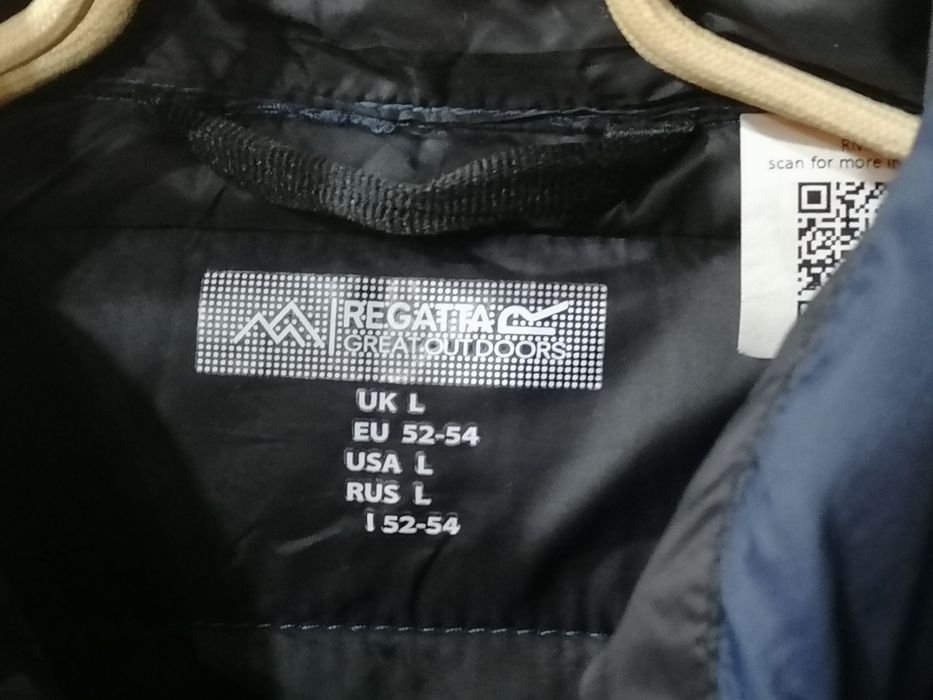 scan for more
REGATTA
GREAT OUTDOORS
UK L
EU 52-54
USA L
RUS L
I 52-54